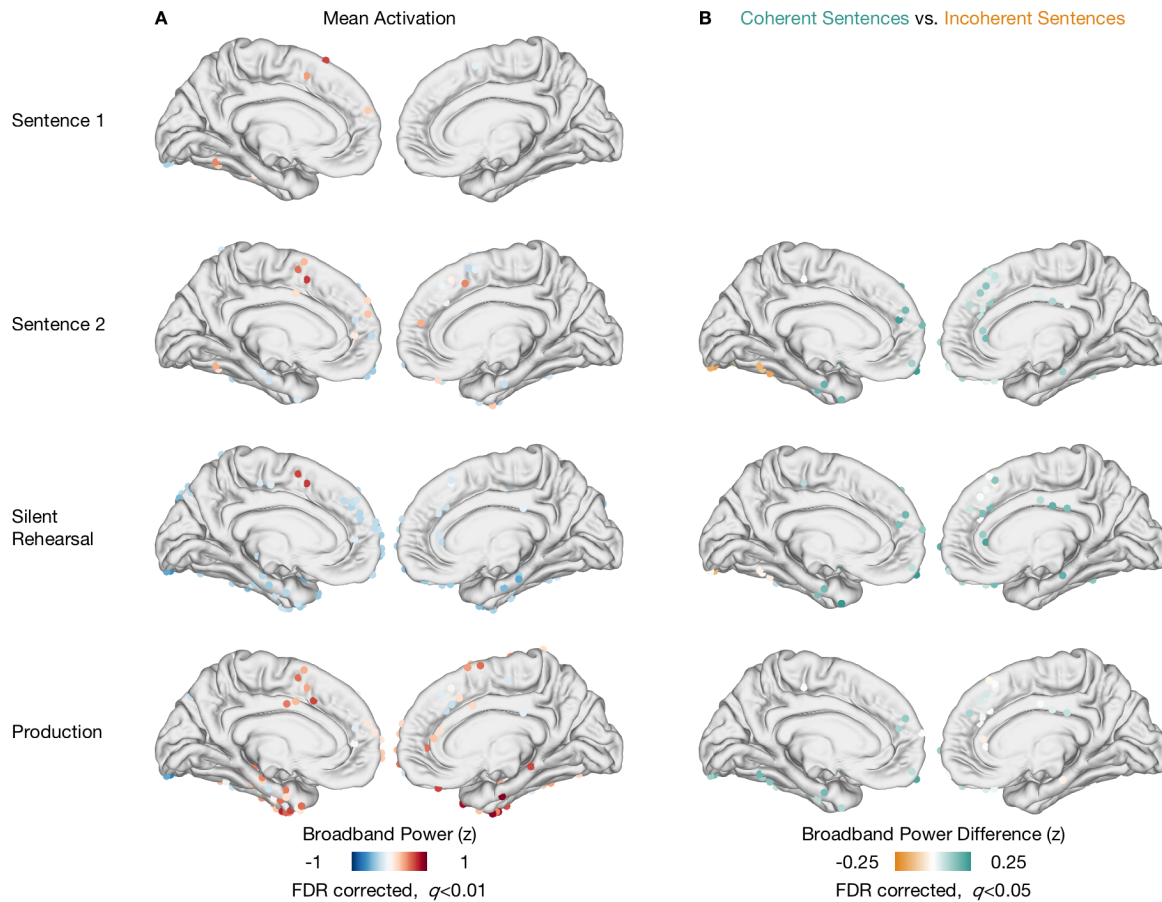 A Mean Activation
B Coherent Sentences vs. Incoherent Sentences
Sentence 1
Sentence 2
Silent
Rehearsal
Production
Broadband Power (z)
-1 1
FDR corrected, q<0.01
Broadband Power Difference (z)
-0.25 0.25
FDR corrected, q<0.05